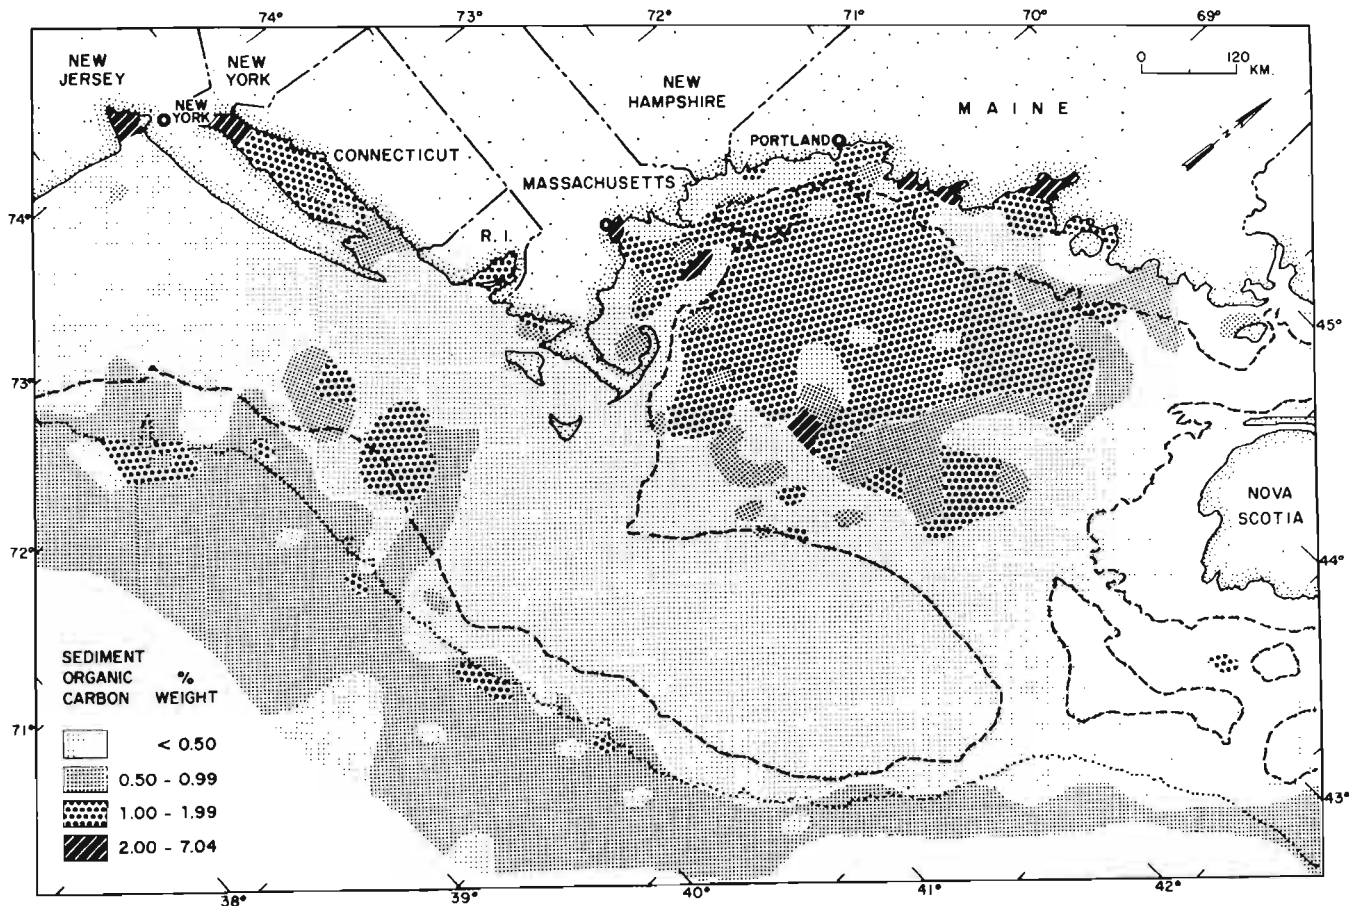 74° 73° 72° 71° 70° 69°
NEW
JERSEY
NEW
YORK
NEW
YORK
CONNECTICUT
R. I.
MASSACHUSETTS
NEW
HAMPSHIRE
PORTLAND
MAINE
0 120
KM.
74°
73°
72°
71°
45°
44°
43°
NOVA
SCOTIA
SEDIMENT
ORGANIC %
CARBON WEIGHT
< 0.50
0.50 - 0.99
1.00 - 1.99
2.00 - 7.04
38° 39° 40° 41° 42°